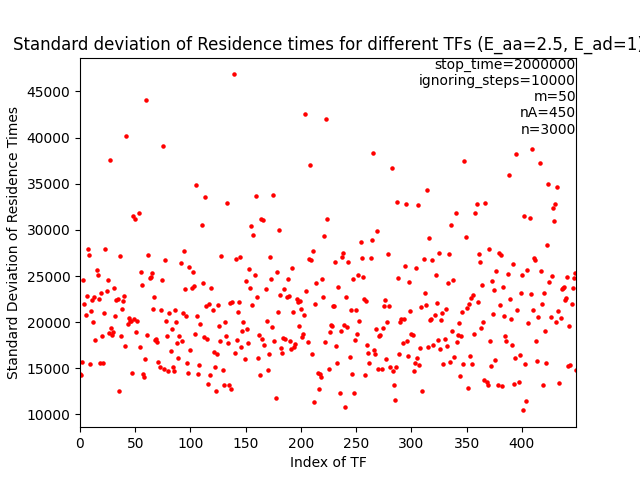 Standard deviation of Residence times for different TFs (E_aa=2.5, E_ad=1)
stop_time=2000000
ignoring_steps=10000
m=50
nA=450
n=3000
45000
40000
35000
30000
25000
20000
15000
10000
Standard Deviation of Residence Times
0 50 100 150 200 250 300 350 400
Index of TF